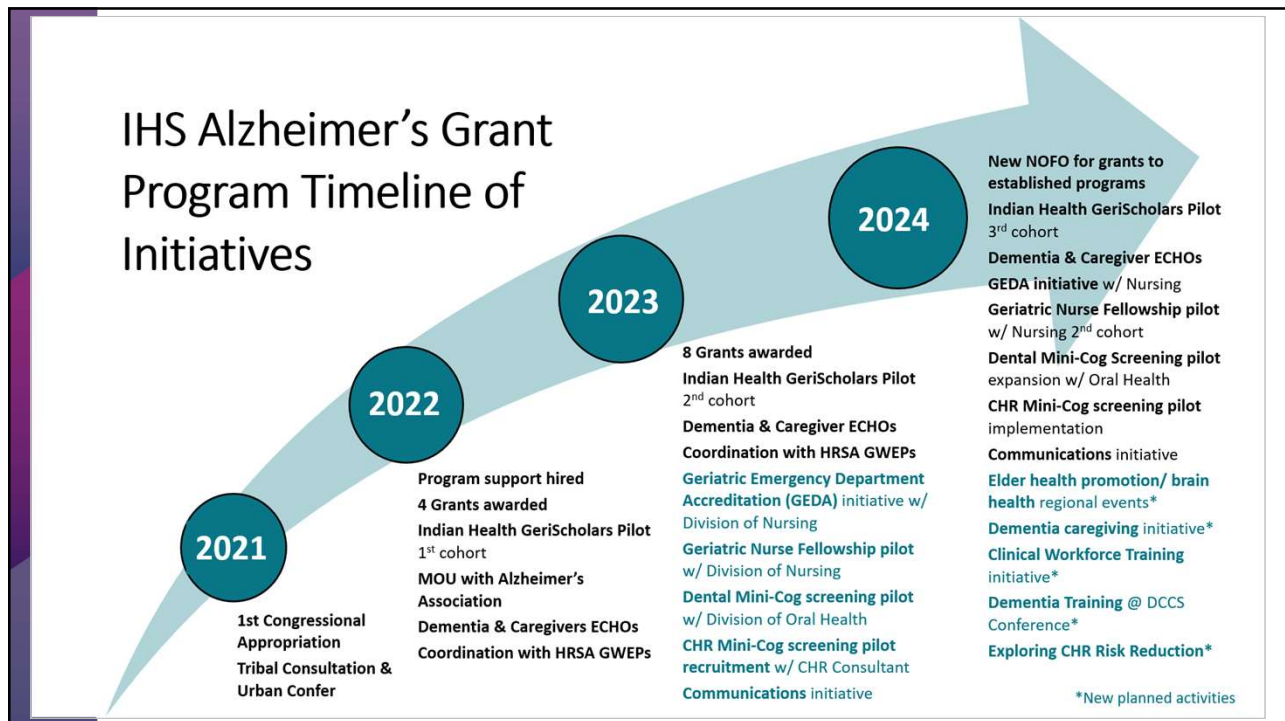 IHS Alzheimer's Grant
Program Timeline of
Initiatives
2021
1st Congressional
Appropriation
Tribal Consultation &
Urban Confer
2022
Program support hired
4 Grants awarded
Indian Health GeriScholars Pilot
1st cohort
MOU with Alzheimer's
Association
Dementia & Caregivers ECHOs
Coordination with HRSA GWEPs
2023
8 Grants awarded
Indian Health GeriScholars Pilot
2nd cohort
Dementia & Caregiver ECHOs
Coordination with HRSA GWEPs
Geriatric Emergency Department
Accreditation (GEDA) initiative w/
Division of Nursing
Geriatric Nurse Fellowship pilot
w/ Division of Nursing
Dental Mini-Cog screening pilot
w/ Division of Oral Health
CHR Mini-Cog screening pilot
recruitment w/ CHR Consultant
Communications initiative
2024
New NOFO for grants to
established programs
Indian Health GeriScholars Pilot
3rd cohort
Dementia & Caregiver ECHOs
GEDA initiative w/ Nursing
Geriatric Nurse Fellowship pilot
w/ Nursing 2nd cohort
Dental Mini-Cog Screening pilot
expansion w/ Oral Health
CHR Mini-Cog screening pilot
implementation
Communications initiative
Elder health promotion/ brain
health regional events*
Dementia caregiving initiative*
Clinical Workforce Training
initiative*
Dementia Training @ DCCS
Conference*
Exploring CHR Risk Reduction*
*New planned activities